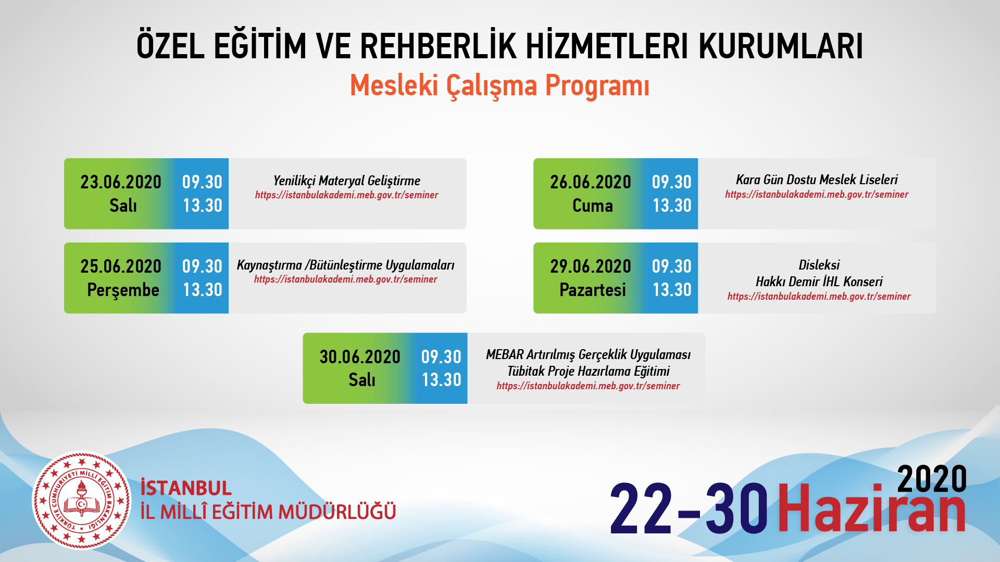 ÖZEL EĞİTİM VE REHBERLİK HİZMETLERI KURUMLARI
Mesleki Çalışma Programı
23.06.2020
Salı
09.30
13.30
Yenilikçi Materyal Geliştirme
https://istanbulakademi.meb.gov.tr/seminer
26.06.2020
Cuma
09.30
13.30
Kara Gün Dostu Meslek Liseleri
https://istanbulakademi.meb.gov.tr/seminer
25.06.2020
Perşembe
09.30
13.30
Kaynaştırma /Bütünleştirme Uygulamaları
https://istanbulakademi.meb.gov.tr/seminer
29.06.2020
Pazartesi
09.30
13.30
Disleksi
Hakkı Demir İHL Konseri
https://istanbulakademi.meb.gov.tr/seminer
30.06.2020
Salı
09.30
13.30
MEBAR Artırılmış Gerçeklik Uygulaması
Tübitak Proje Hazırlama Eğitimi
https://istanbulakademi.meb.gov.tr/seminer
TÜRKİYE CUMHURİYETİ MİLLİ EĞİTİM BAKANLIĞI
İSTANBUL
İL MİLLÎ EĞİTİM MÜDÜRLÜĞÜ
2020
22-30 Haziran